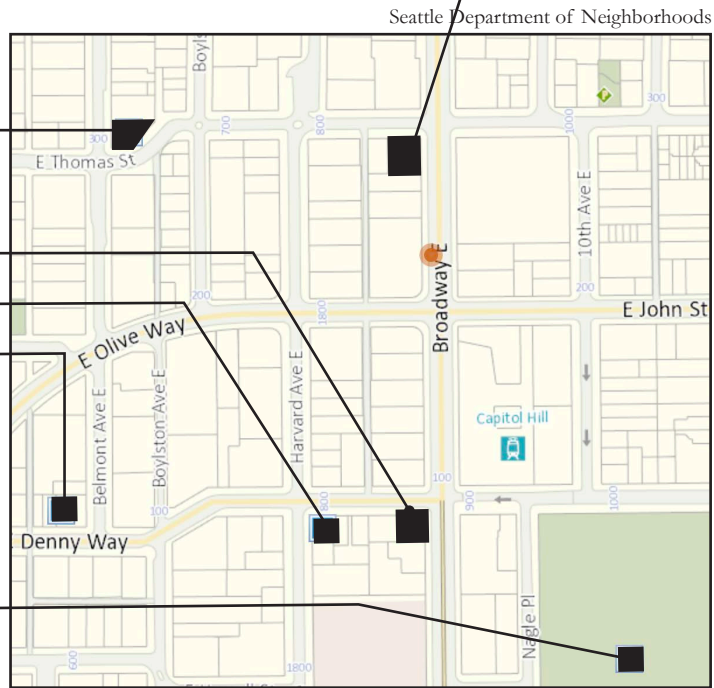 Seattle Department of Neighborhoods
Boyls
300
700
800
1000
300
E Thomas St
10th Ave E
200
Broadway E
200
1800
E John St
E Olive Way
Harvard Ave E
Boylston Ave E
Belmont Ave E
Capitol Hill
100
100
800
900
1000
Denny Way
Nagle Pl
600
1800